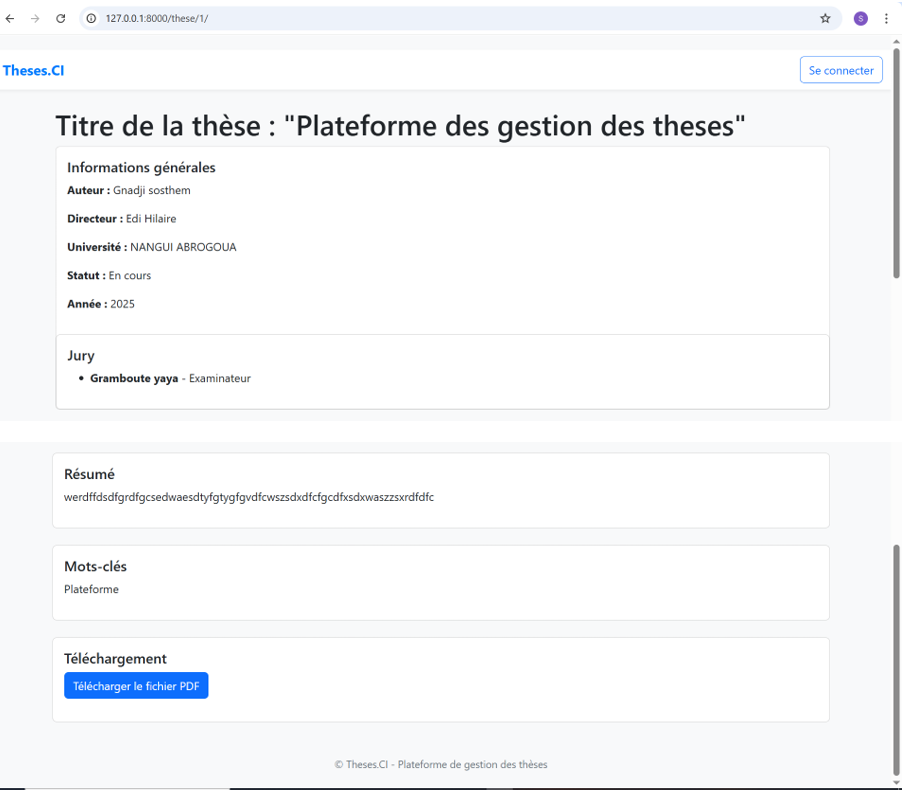 127.0.0.1:8000/these/1/
S
Theses.CI
Se connecter
Titre de la thèse : "Plateforme des gestion des theses"
Informations générales
Auteur : Gnadji sosthem
Directeur : Edi Hilaire
Université : NANGUI ABROGOUA
Statut : En cours
Année : 2025
Jury
• Gramboute yaya - Examinateur
Résumé
werdffdsdfgrdfgcsedwaesdtyfgtygfgvdfcwszsdxdfcfgcdfxsdxwaszzsxrdfdfc
Mots-clés
Plateforme
Téléchargement
Télécharger le fichier PDF
© Theses.CI - Plateforme de gestion des thèses